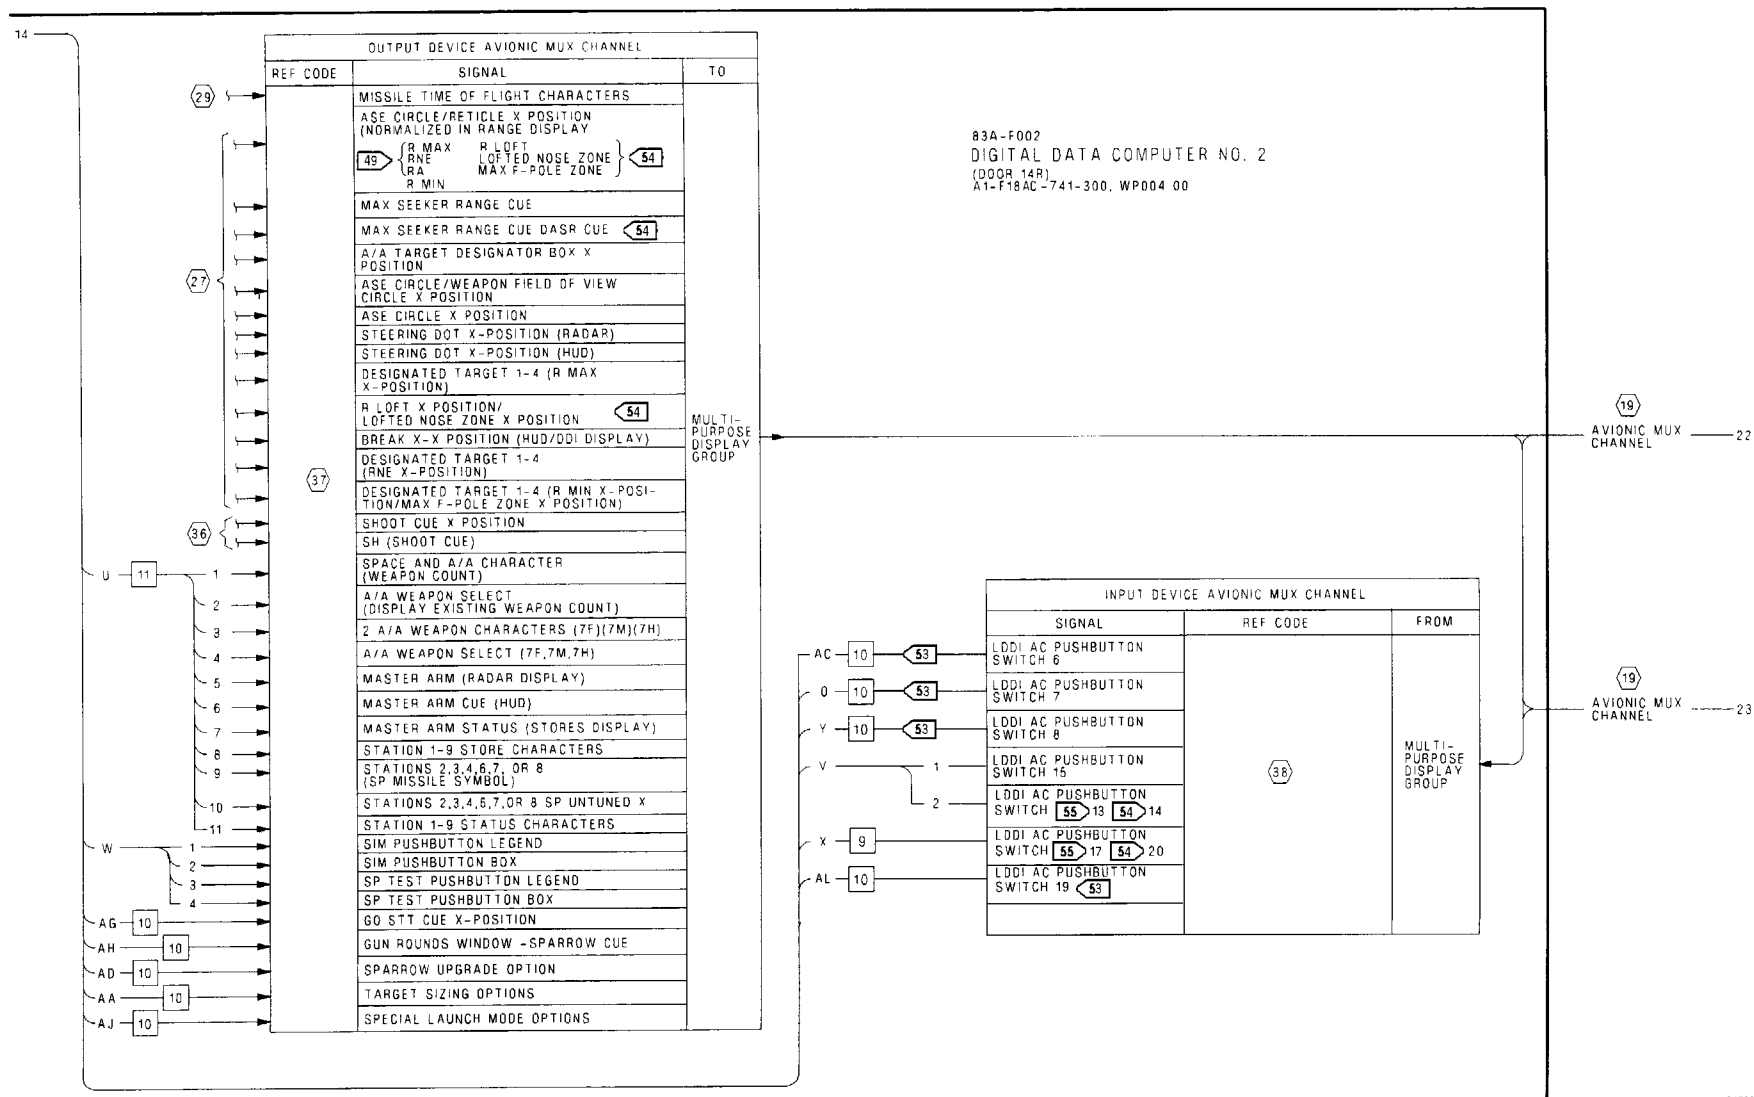 14
OUTPUT DEVICE AVIONIC MUX CHANNEL
REF CODE SIGNAL TO
29
MISSILE TIME OF FLIGHT CHARACTERS
ASE CIRCLE/RETICLE X POSITION
(NORMALIZED IN RANGE DISPLAY
R MAX R LOFT
49 RNE LOFTED NOSE ZONE 54
RA MAX F-POLE ZONE
R MIN
MAX SEEKER RANGE CUE
MAX SEEKER RANGE CUE DASR CUE 54
A/A TARGET DESIGNATOR BOX X
POSITION
27
ASE CIRCLE/WEAPON FIELD OF VIEW
CIRCLE X POSITION
ASE CIRCLE X POSITION
STEERING DOT X-POSITION (RADAR)
STEERING DOT X-POSITION (HUD)
DESIGNATED TARGET 1-4 (R MAX
X-POSITION)
R LOFT X POSITION/
LOFTED NOSE ZONE X POSITION 54
BREAK X-X POSITION (HUD/DDI DISPLAY)
DESIGNATED TARGET 1-4
(RNE X-POSITION)
37
DESIGNATED TARGET 1-4 (R MIN X-POSI-
TION/MAX F-POLE ZONE X POSITION)
36
SHOOT CUE X POSITION
SH (SHOOT CUE)
MULTI-
PURPOSE
DISPLAY
GROUP
U 11
1 SPACE AND A/A CHARACTER
(WEAPON COUNT)
2 A/A WEAPON SELECT
(DISPLAY EXISTING WEAPON COUNT)
3 2 A/A WEAPON CHARACTERS (7F)(7M)(7H)
4 A/A WEAPON SELECT (7F,7M,7H)
5 MASTER ARM (RADAR DISPLAY)
6 MASTER ARM CUE (HUD)
7 MASTER ARM STATUS (STORES DISPLAY)
8 STATION 1-9 STORE CHARACTERS
9 STATIONS 2,3,4,6,7, OR 8
(SP MISSILE SYMBOL)
10 STATIONS 2,3,4,6,7,OR 8 SP UNTUNED X
11 STATION 1-9 STATUS CHARACTERS
W 1 SIM PUSHBUTTON LEGEND
2 SIM PUSHBUTTON BOX
3 SP TEST PUSHBUTTON LEGEND
4 SP TEST PUSHBUTTON BOX
AG 10 GO STT CUE X-POSITION
AH 10 GUN ROUNDS WINDOW -SPARROW CUE
AD 10 SPARROW UPGRADE OPTION
AA 10 TARGET SIZING OPTIONS
AJ 10 SPECIAL LAUNCH MODE OPTIONS
83A-F002
DIGITAL DATA COMPUTER NO. 2
(DOOR 14R)
A1-F18AC-741-300, WP004 00
19
AVIONIC MUX
CHANNEL 22
INPUT DEVICE AVIONIC MUX CHANNEL
SIGNAL REF CODE FROM
AC 10 53 LDDI AC PUSHBUTTON
SWITCH 6
O 10 53 LDDI AC PUSHBUTTON
SWITCH 7
Y 10 53 LDDI AC PUSHBUTTON
SWITCH 8
V 1 LDDI AC PUSHBUTTON
SWITCH 15
2 LDDI AC PUSHBUTTON
SWITCH 55 13 54 14
X 9 LDDI AC PUSHBUTTON
SWITCH 55 17 54 20
AL 10 LDDI AC PUSHBUTTON
SWITCH 19 53
38
MULTI-
PURPOSE
DISPLAY
GROUP
19
AVIONIC MUX
CHANNEL 23